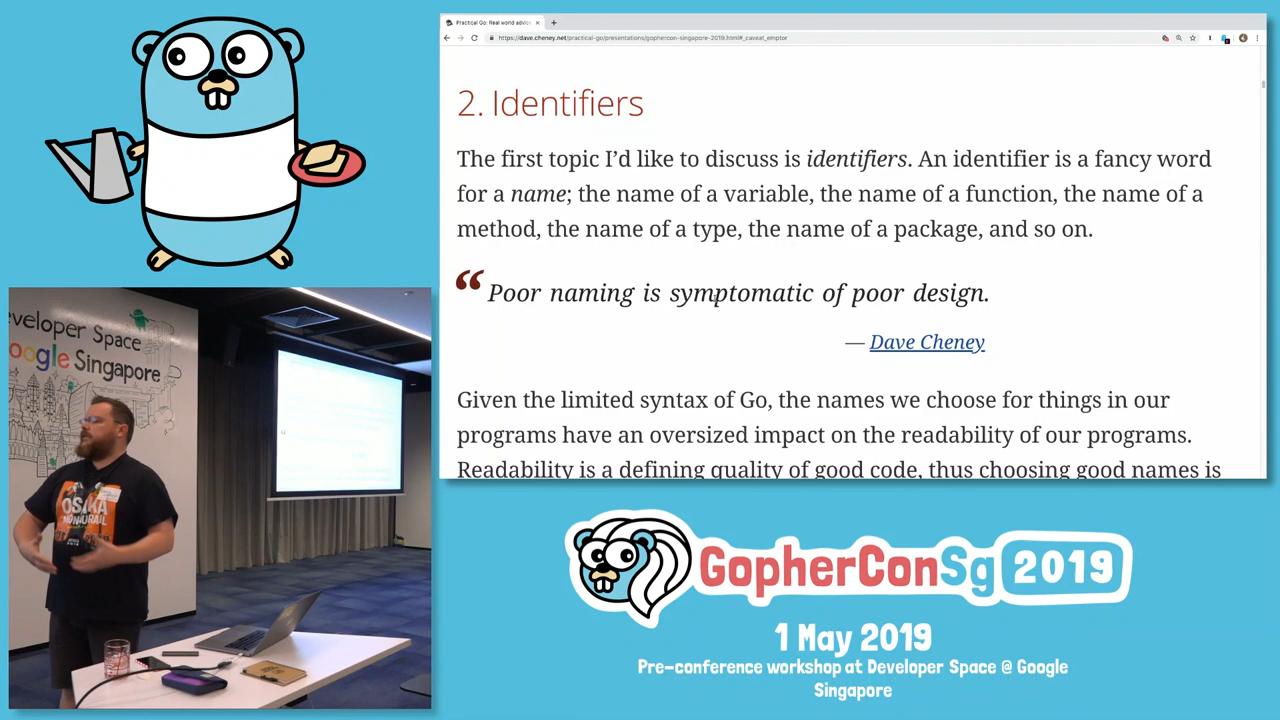 Practical Go: Real world advic
https://dave.cheney.net/practical-go/presentations/gophercon-singapore-2019.html#_caveat_emptor
2. Identifiers
The first topic I’d like to discuss is identifiers. An identifier is a fancy word
for a name; the name of a variable, the name of a function, the name of a
method, the name of a type, the name of a package, and so on.
“ Poor naming is symptomatic of poor design.
— Dave Cheney
Given the limited syntax of Go, the names we choose for things in our
programs have an oversized impact on the readability of our programs.
Readability is a defining quality of good code, thus choosing good names is
eveloper Space
oogle Singapore
OSAKA
MONAURAIL
GopherConSg 2019
1 May 2019
Pre-conference workshop at Developer Space @ Google
Singapore